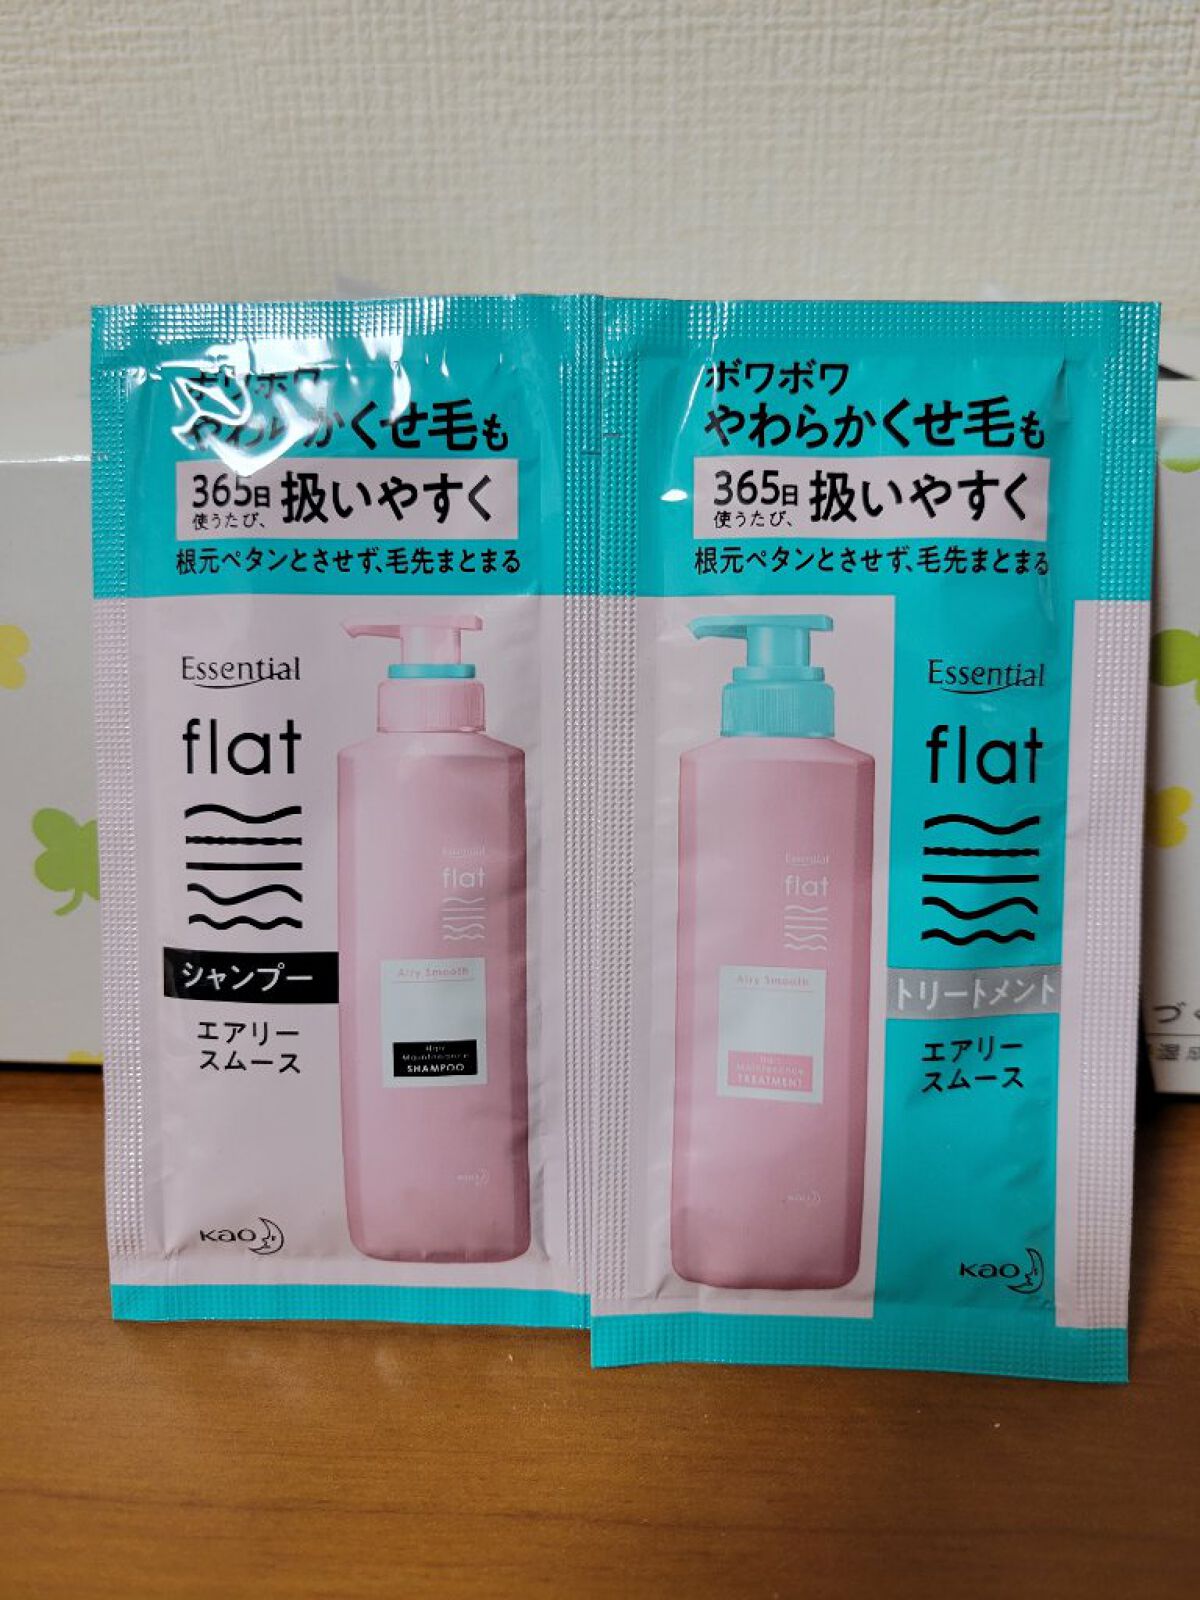 ボワボワ
やわらかくせ毛も
365日
使うたび、
扱いやすく
根元ペタンとさせず、毛先まとまる
Essential
flat
シャンプー
エアリー
スムース
Essential
flat
Airy Smooth
Hair
Maintenance
SHAMPOO
Kao
Kao
ボワボワ
やわらかくせ毛も
365日
使うたび、
扱いやすく
根元ペタンとさせず、毛先まとまる
Essential
flat
Airy Smooth
Hair
Maintenance
TREATMENT
Kao
Essential
flat
トリートメント
エアリー
スムース
Kao